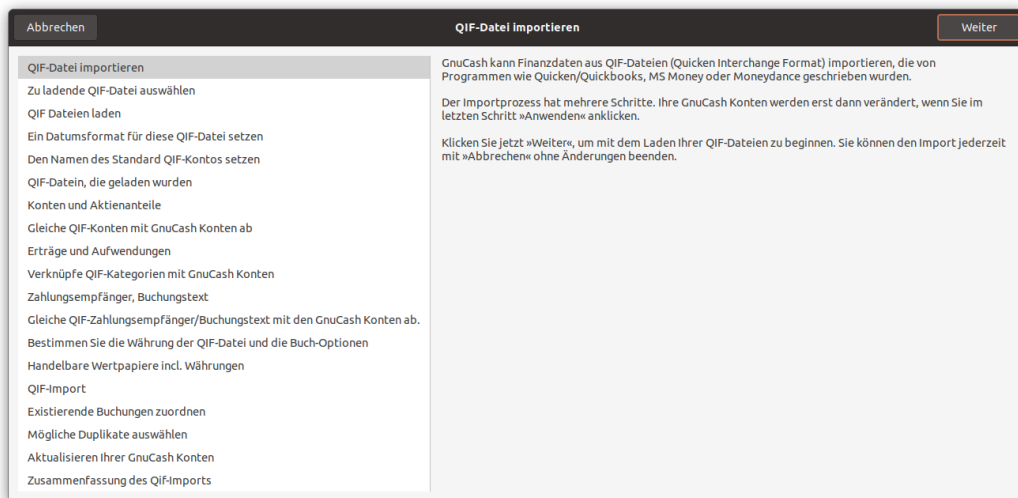 Abbrechen
QIF-Datei importieren
Weiter
QIF-Datei importieren
Zu ladende QIF-Datei auswählen
QIF Dateien laden
Ein Datumsformat für diese QIF-Datei setzen
Den Namen des Standard QIF-Kontos setzen
QIF-Datein, die geladen wurden
Konten und Aktienanteile
Gleiche QIF-Konten mit GnuCash Konten ab
Erträge und Aufwendungen
Verknüpfe QIF-Kategorien mit GnuCash Konten
Zahlungsempfänger, Buchungstext
Gleiche QIF-Zahlungsempfänger/Buchungstext mit den GnuCash Konten ab.
Bestimmen Sie die Währung der QIF-Datei und die Buch-Optionen
Handelbare Wertpapiere incl. Währungen
QIF-Import
Existierende Buchungen zuordnen
Mögliche Duplikate auswählen
Aktualisieren Ihrer GnuCash Konten
Zusammenfassung des Qif-Imports
GnuCash kann Finanzdaten aus QIF-Dateien (Quicken Interchange Format) importieren, die von
Programmen wie Quicken/Quickbooks, MS Money oder Moneydance geschrieben wurden.
Der Importprozess hat mehrere Schritte. Ihre GnuCash Konten werden erst dann verändert, wenn Sie im
letzten Schritt »Anwenden« anklicken.
Klicken Sie jetzt »Weiter«, um mit dem Laden Ihrer QIF-Dateien zu beginnen. Sie können den Import jederzeit
mit »Abbrechen« ohne Änderungen beenden.